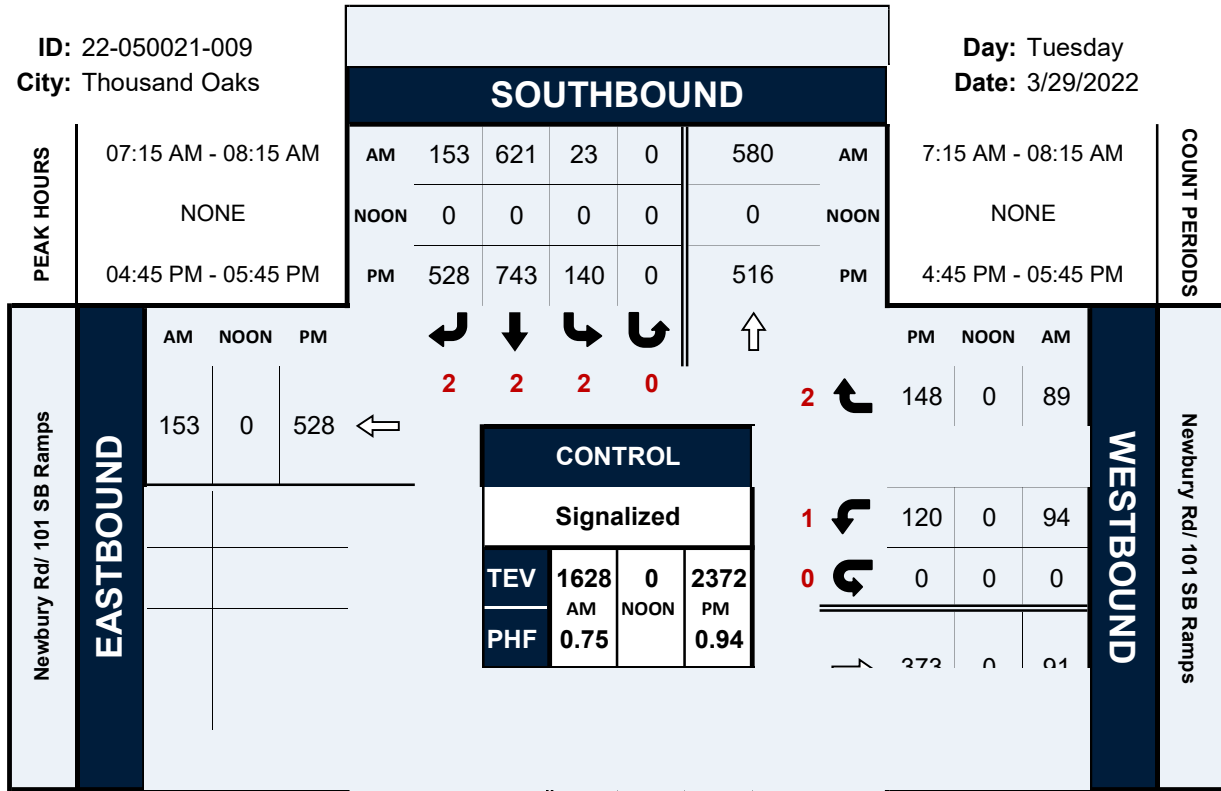 ID: 22-050021-009
City: Thousand Oaks
Day: Tuesday
Date: 3/29/2022
SOUTHBOUND
PEAK HOURS
07:15 AM - 08:15 AM
NONE
04:45 PM - 05:45 PM
AM 153 621 23 0 580 AM
NOON 0 0 0 0 0 NOON
PM 528 743 140 0 516 PM
7:15 AM - 08:15 AM
NONE
4:45 PM - 05:45 PM
COUNT PERIODS
2 2 2 0
Newbury Rd/ 101 SB Ramps
EASTBOUND
AM NOON PM
153 0 528
CONTROL
Signalized
TEV 1628 0 2372
AM NOON PM
PHF 0.75 0.94
PM NOON AM
2 148 0 89
1 120 0 94
0 0 0 0
373 0 91
WESTBOUND
Newbury Rd/ 101 SB Ramps